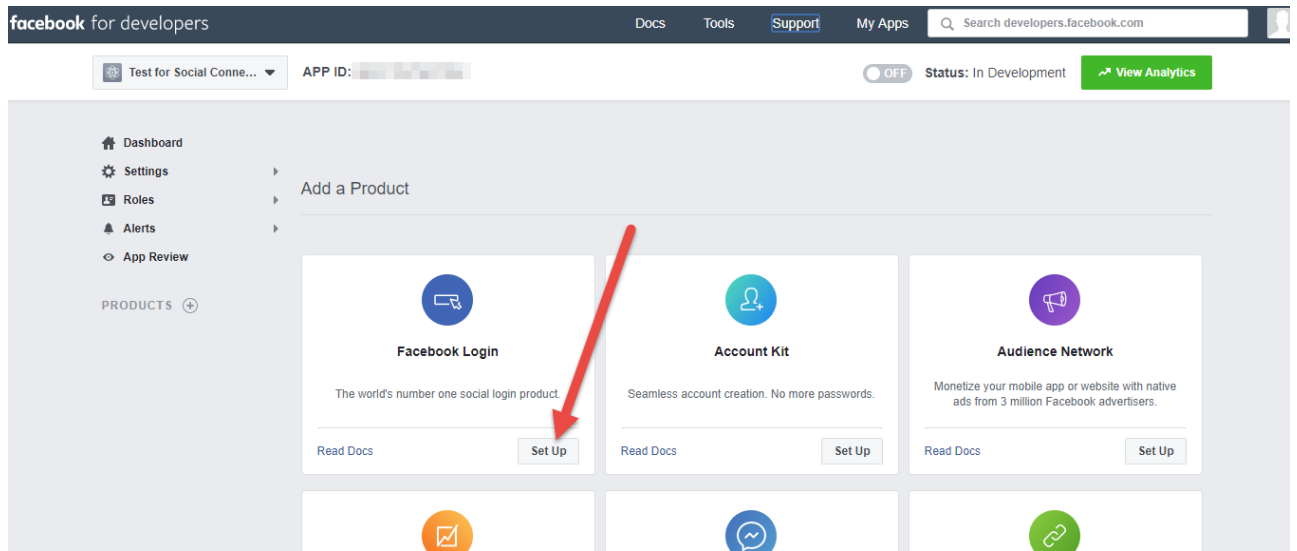 facebook for developers Docs Tools Support My Apps Search developers.facebook.com
Test for Social Conne... APP ID: OFF Status: In Development View Analytics
Dashboard
Settings
Roles
Alerts
App Review
PRODUCTS
Add a Product
Facebook Login
The world's number one social login product.
Read Docs Set Up
Account Kit
Seamless account creation. No more passwords.
Read Docs Set Up
Audience Network
Monetize your mobile app or website with native
ads from 3 million Facebook advertisers.
Read Docs Set Up